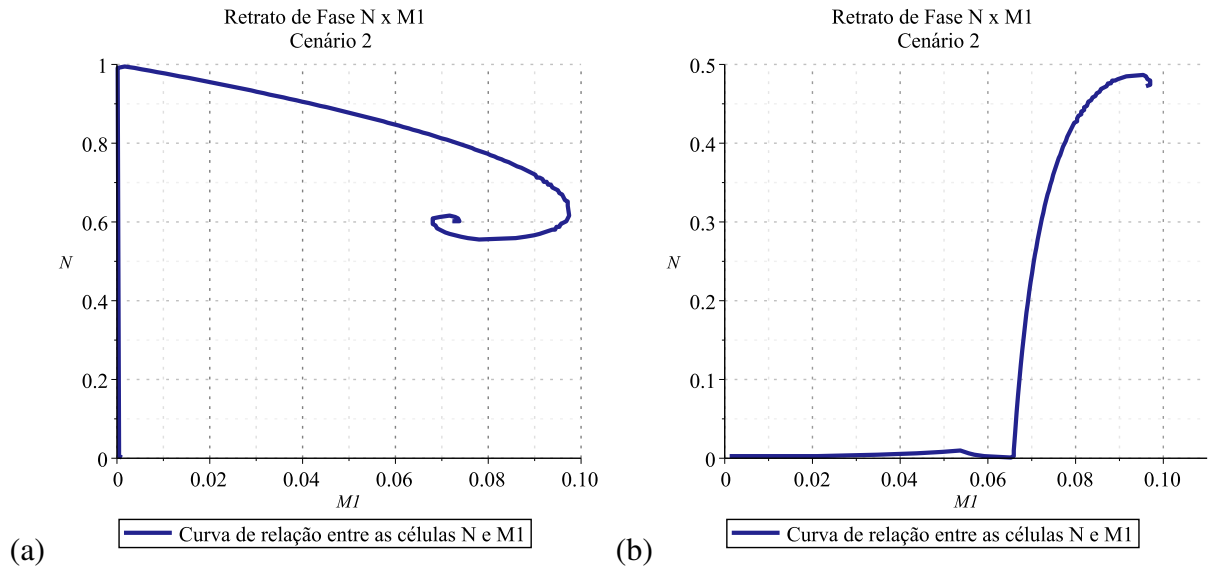 Retrato de Fase N x M1
Cenário 2
1
0.8
0.6
N
0.4
0.2
0
0
0.02
0.04
0.06
0.08
0.10
M1
Curva de relação entre as células N e M1
(a)
Retrato de Fase N x M1
Cenário 2
0.5
0.4
0.3
N
0.2
0.1
0
0
0.02
0.04
0.06
0.08
0.10
M1
Curva de relação entre as células N e M1
(b)